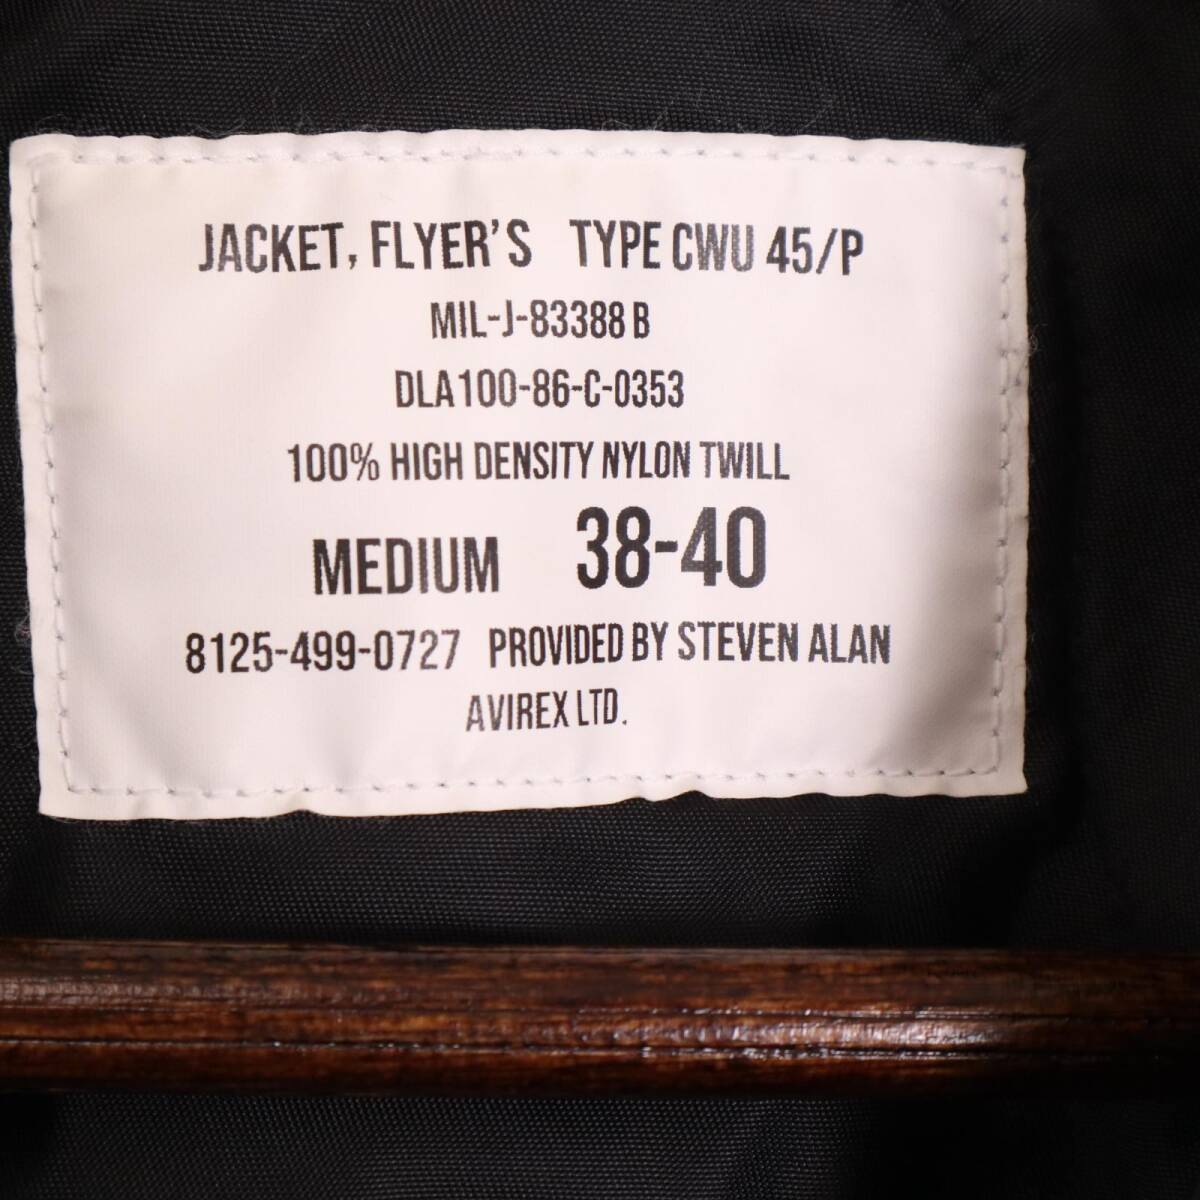 JACKET, FLYER'S TYPE CWU 45/P
MIL-J-83388 B
DLA100-86-C-0353
100% HIGH DENSITY NYLON TWILL
MEDIUM 38-40
8125-499-0727 PROVIDED BY STEVEN ALAN
AVIREX LTD.